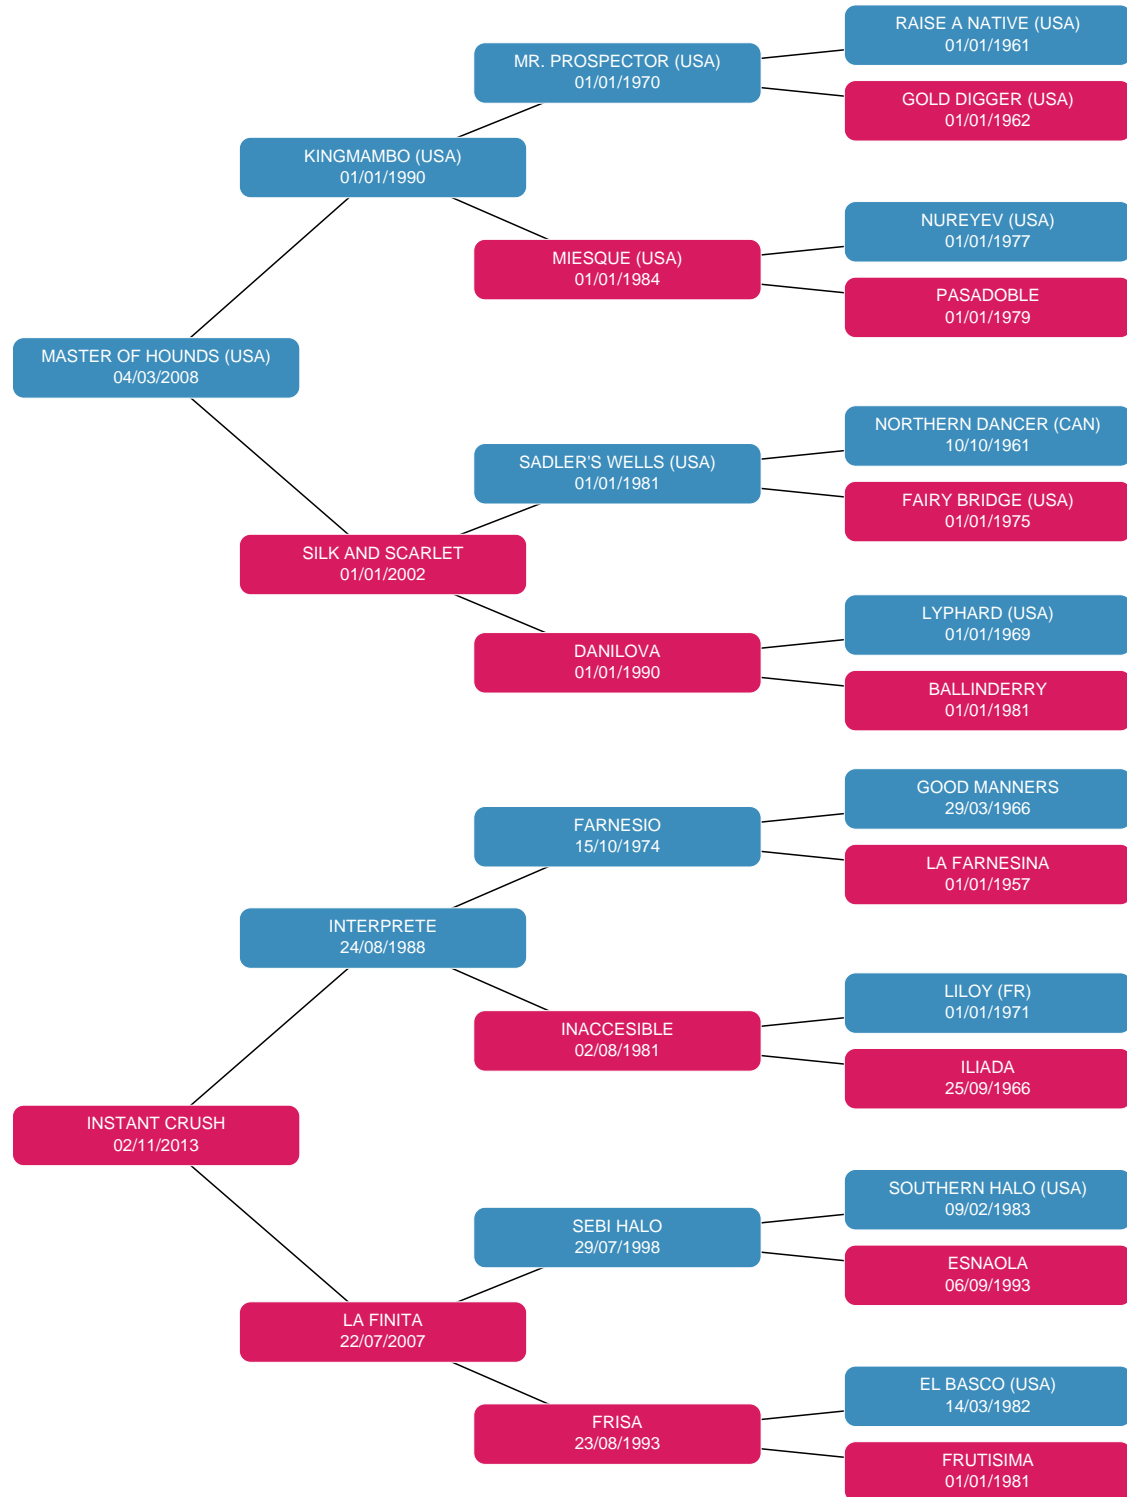 RAISE A NATIVE (USA)
01/01/1961
MR. PROSPECTOR (USA)
01/01/1970
GOLD DIGGER (USA)
01/01/1962
KINGMAMBO (USA)
01/01/1990
NUREYEV (USA)
01/01/1977
MIESQUE (USA)
01/01/1984
PASADOBLE
01/01/1979
MASTER OF HOUNDS (USA)
04/03/2008
NORTHERN DANCER (CAN)
10/10/1961
SADLER'S WELLS (USA)
01/01/1981
FAIRY BRIDGE (USA)
01/01/1975
SILK AND SCARLET
01/01/2002
LYPHARD (USA)
01/01/1969
DANILOVA
01/01/1990
BALLINDERRY
01/01/1981
GOOD MANNERS
29/03/1966
FARNESIO
15/10/1974
LA FARNESINA
01/01/1957
INTERPRETE
24/08/1988
LILOY (FR)
01/01/1971
INACCESIBLE
02/08/1981
ILIADA
25/09/1966
INSTANT CRUSH
02/11/2013
SOUTHERN HALO (USA)
09/02/1983
SEBI HALO
29/07/1998
ESNAOLA
06/09/1993
LA FINITA
22/07/2007
EL BASCO (USA)
14/03/1982
FRISA
23/08/1993
FRUTISIMA
01/01/1981